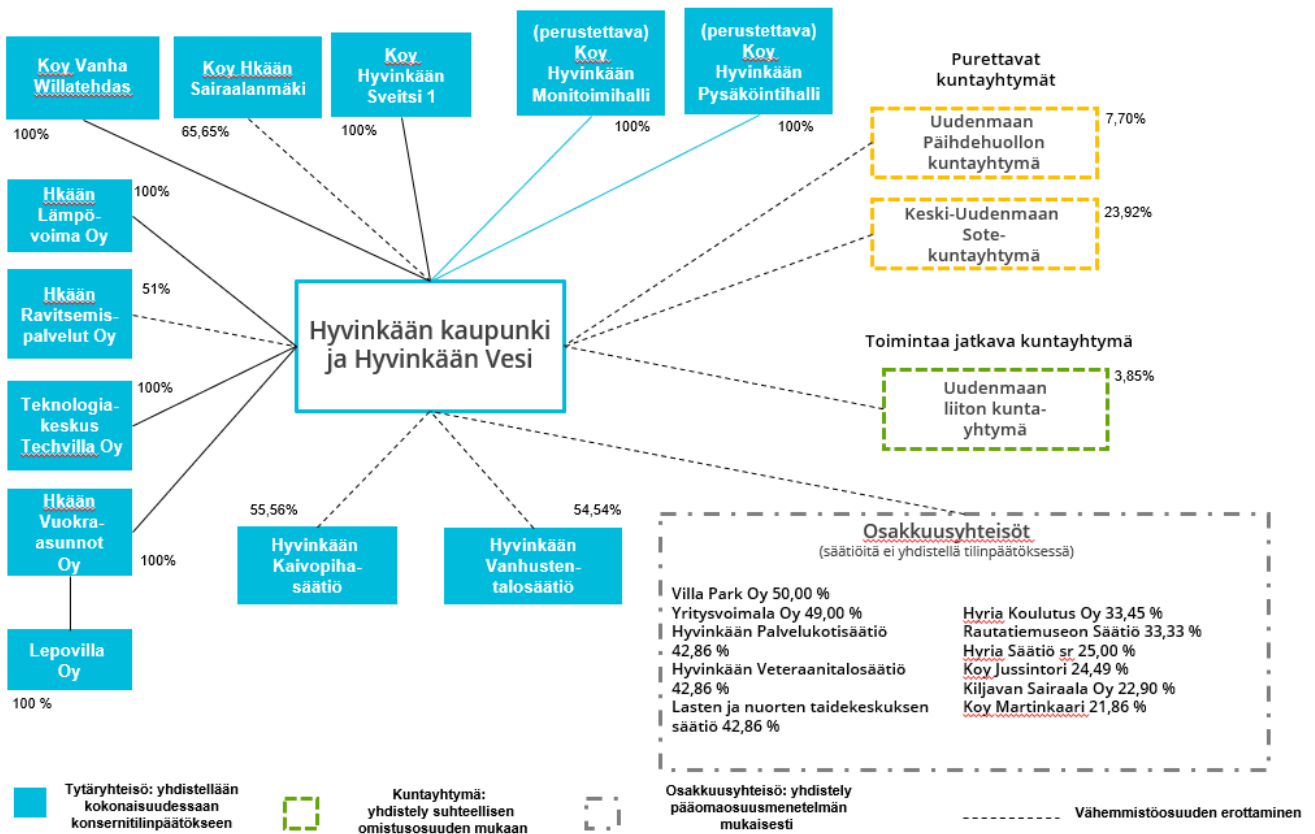 Koy Vanha
Willatehdas
100%
Koy Hkään
Sairaalanmäki
65,65%
Koy
Hyvinkään
Sveitsi 1
100%
(perustettava)
Koy
Hyvinkään
Monitoimihalli
100%
(perustettava)
Koy
Hyvinkään
Pysäköintihalli
100%
Purettavat
kuntayhtymät
Uudenmaan
Päihdehuollon
kuntayhtymä
7,70%
Keski-Uudenmaan
Sote-
kuntayhtymä
23,92%
Hkään
Lämpö-
voima Oy
100%
Hkään
Ravitsemis-
palvelut Oy
51%
Teknologia-
keskus
Techvilla Oy
100%
Hkään
Vuokra-
asunnot
Oy
100%
Lepovilla
Oy
100 %
Hyvinkään kaupunki
ja Hyvinkään Vesi
Toimintaa jatkava kuntayhtymä
Uudenmaan
liiton kunta-
yhtymä
3,85%
55,56%
Hyvinkään
Kaivopiha-
säätiö
54,54%
Hyvinkään
Vanhusten-
talosäätiö
Osakkuusyhteisöt
(säätiöitä ei yhdistellä tilinpäätöksessä)
Villa Park Oy 50,00 %
Yritysvoimala Oy 49,00 %
Hyvinkään Palvelukotisäätiö
42,86 %
Hyvinkään Veteraanitalosäätiö
42,86 %
Lasten ja nuorten taidekeskuksen
säätiö 42,86 %
Hyria Koulutus Oy 33,45 %
Rautatiemuseon Säätiö 33,33 %
Hyria Säätiö sr 25,00 %
Koy Jussintori 24,49 %
Kiljavan Sairaala Oy 22,90 %
Koy Martinkaari 21,86 %
Tytäryhteisö: yhdistellään
kokonaisuudessaan
konsernitilinpäätökseen
Kuntayhtymä:
yhdistely suhteellisen
omistusosuuden mukaan
Osakkuusyhteisö: yhdistely
pääomaosuusmenetelmän
mukaisesti
Vähemmistöosuuden erottaminen